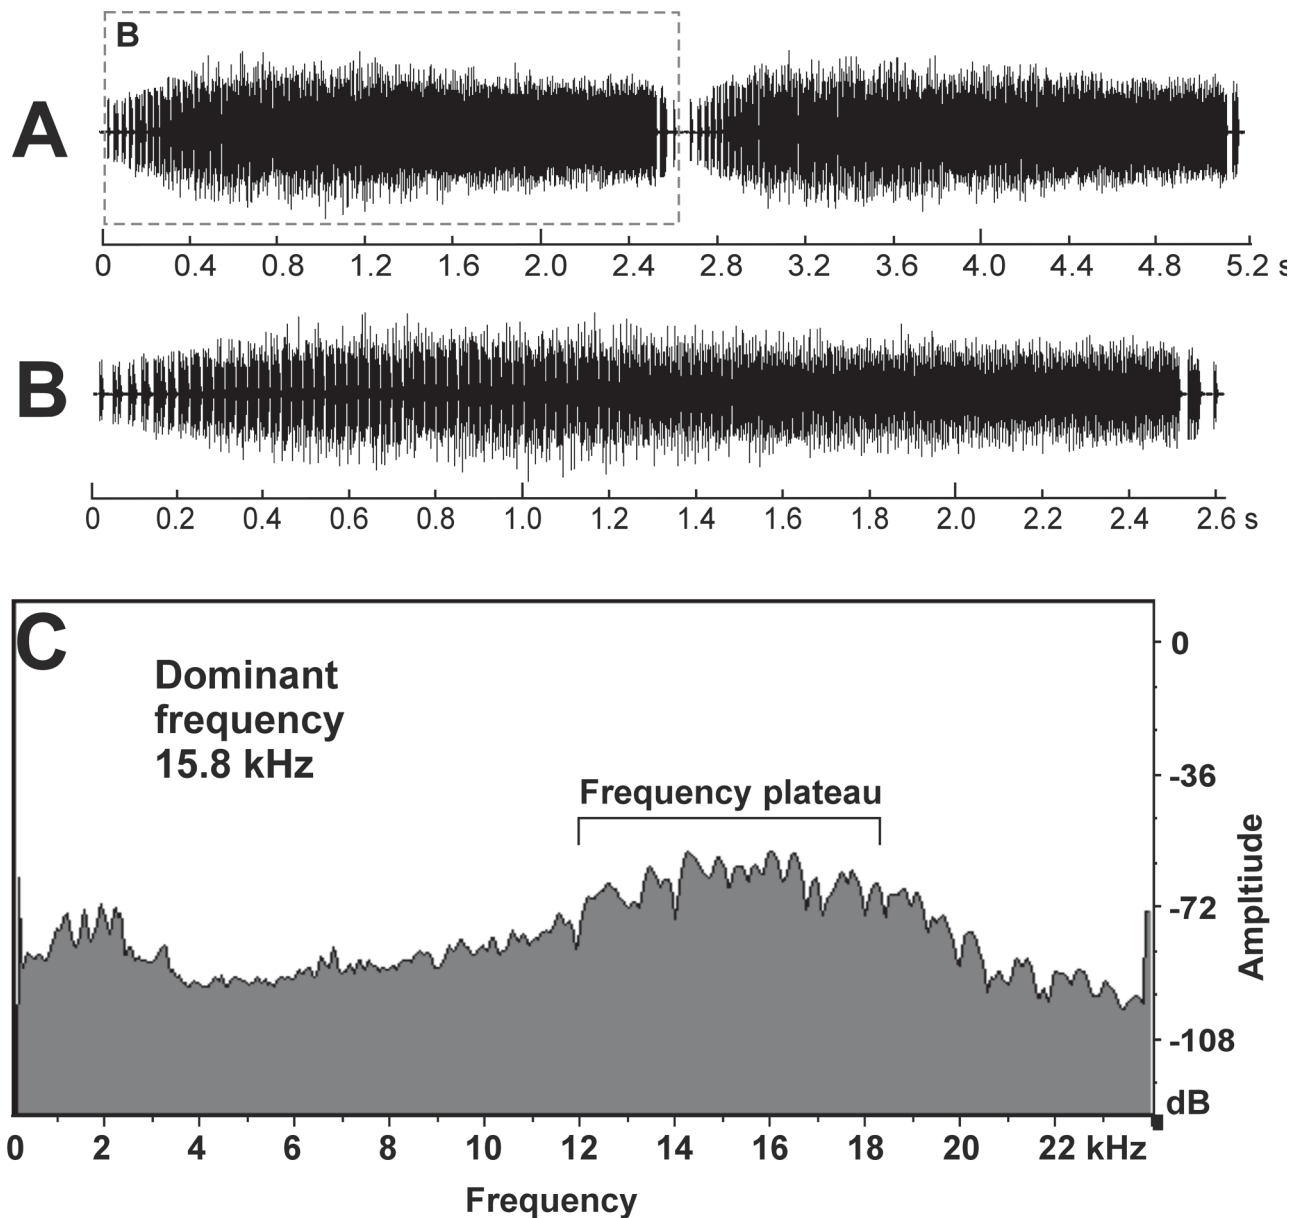 B
A
0 0.4 0.8 1.2 1.6 2.0 2.4 2.8 3.2 3.6 4.0 4.4 4.8 5.2 s
B
0 0.2 0.4 0.6 0.8 1.0 1.2 1.4 1.6 1.8 2.0 2.2 2.4 2.6 s
C
Dominant
frequency
15.8 kHz
Frequency plateau
0
-36
-72
-108
dB
Ampltiude
0 2 4 6 8 10 12 14 16 18 20 22 kHz
Frequency